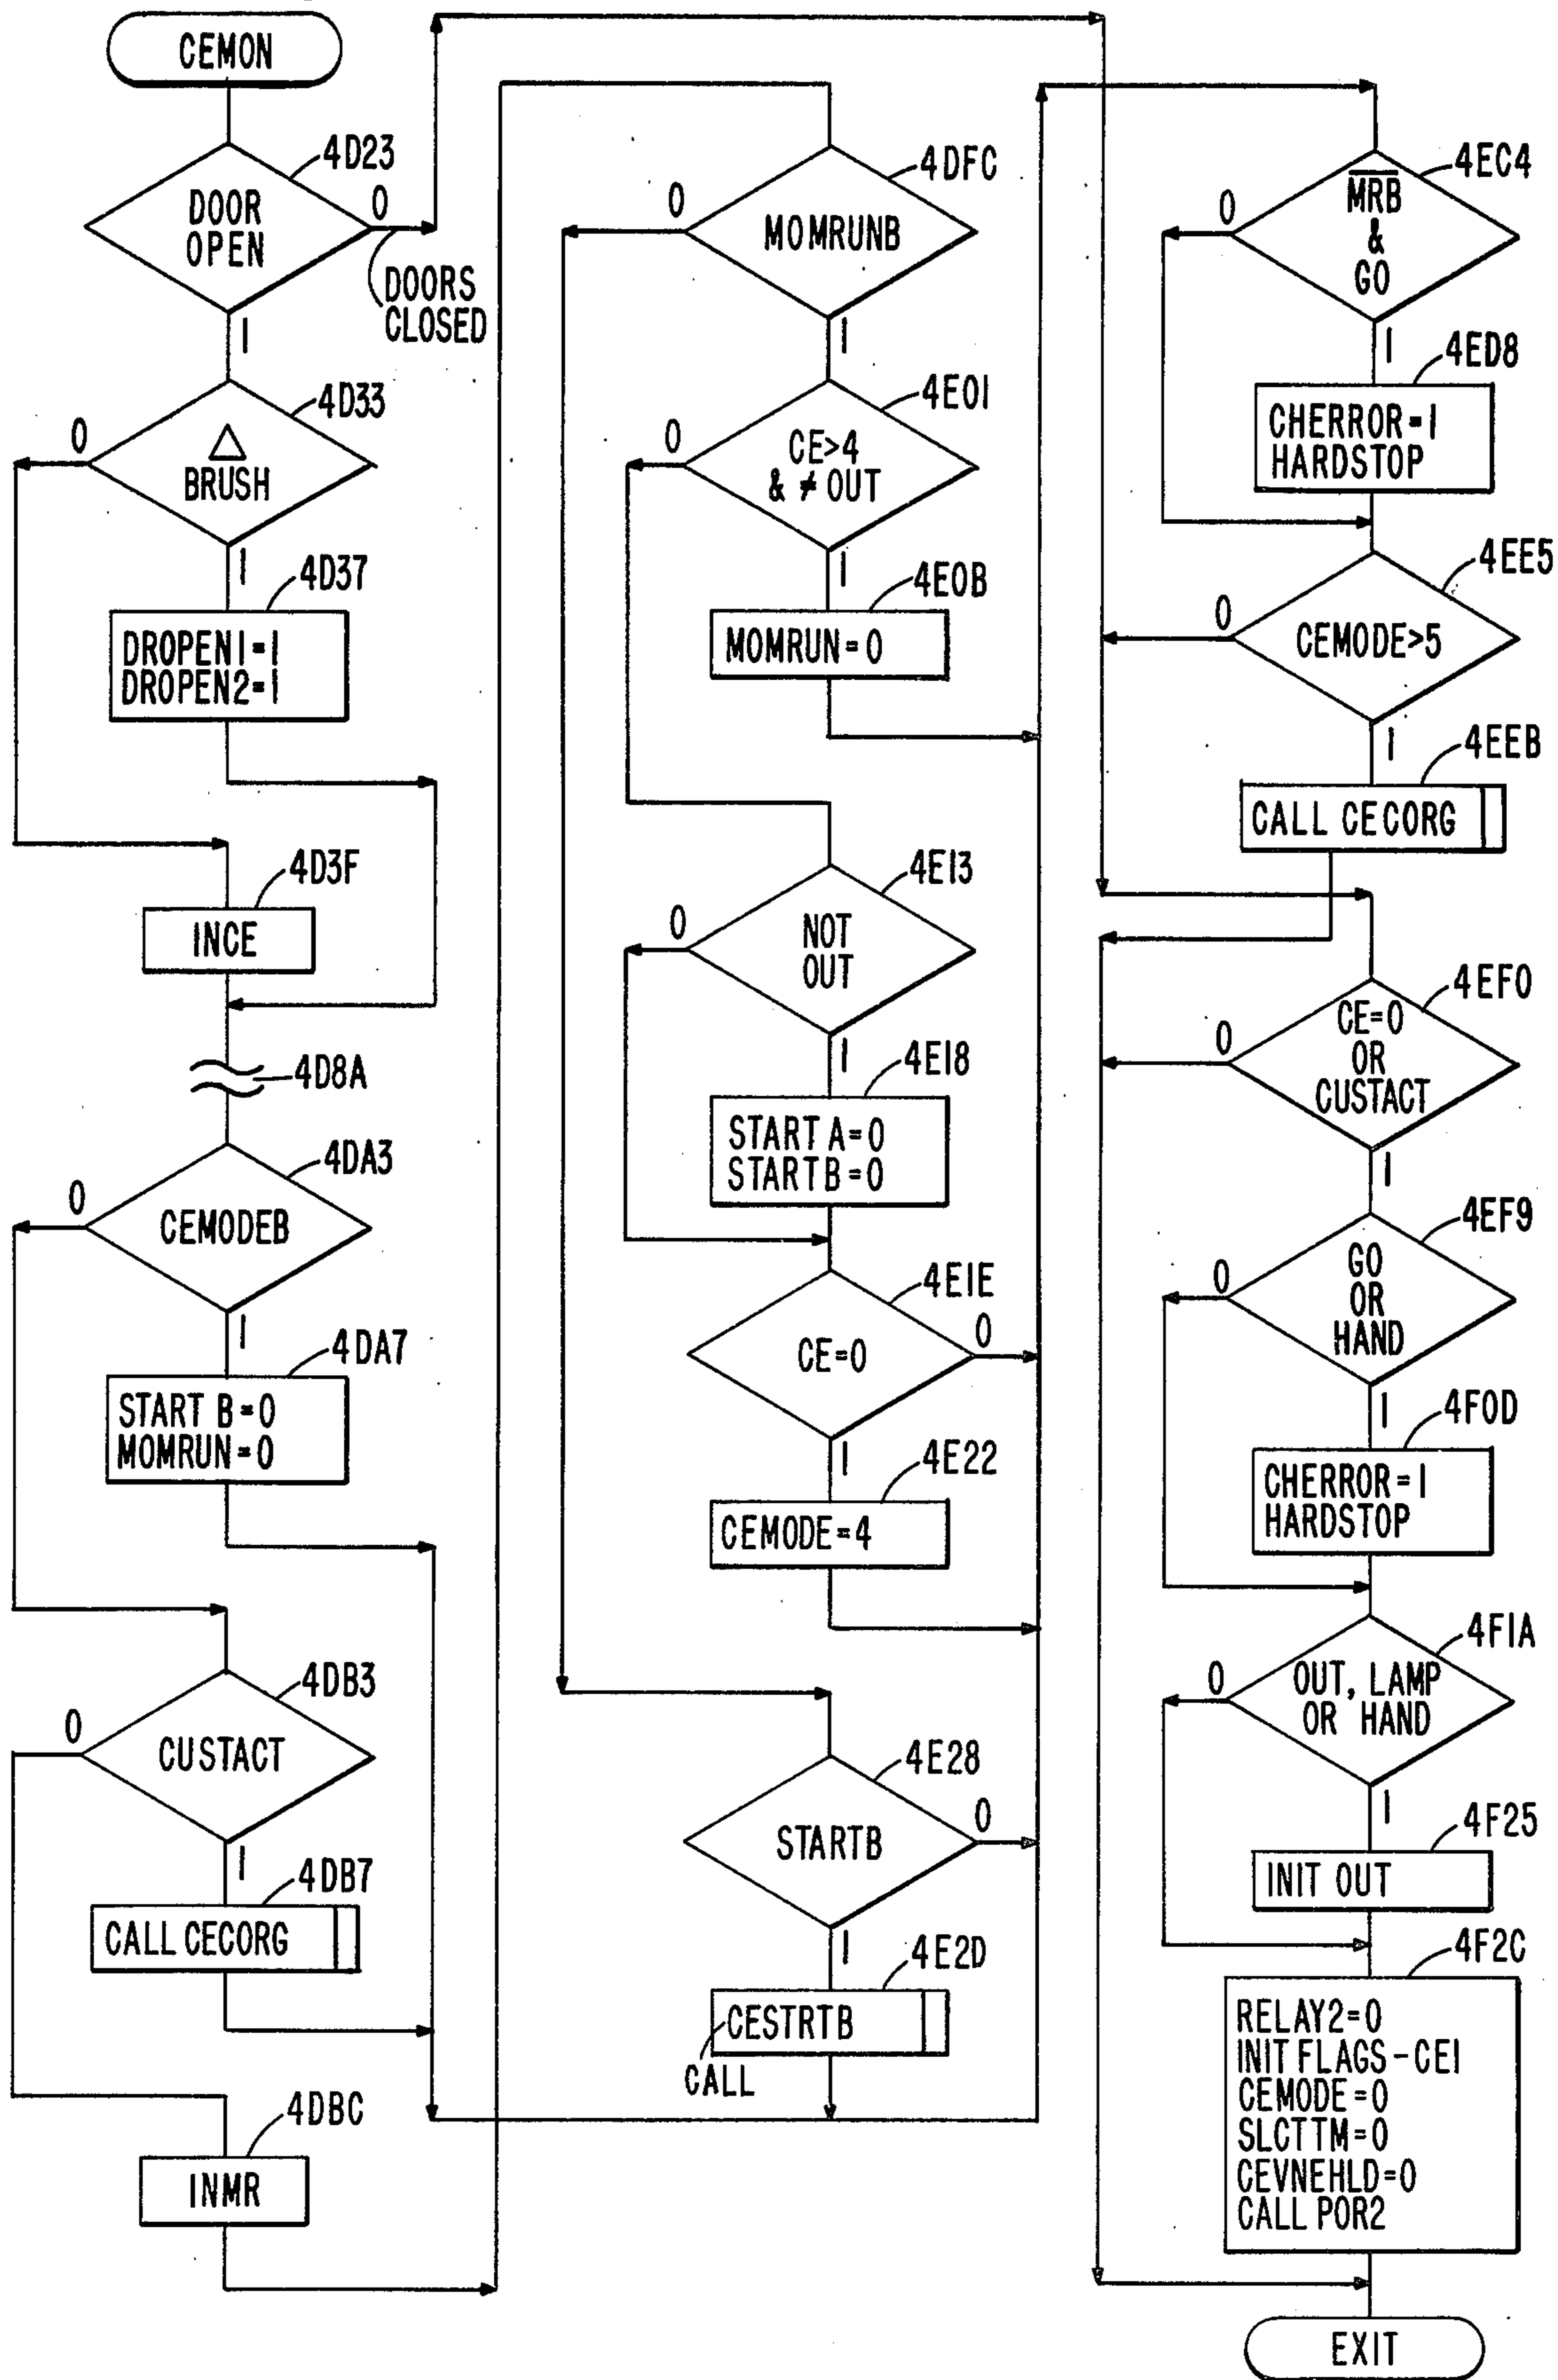 CEMON
4D23
DOOR
OPEN
0
DOORS
CLOSED
1
4D33
△
BRUSH
0
1
4D37
DROPEN1=1
DROPEN2=1
4D3F
INCE
4D8A
4DA3
CEMODEB
0
1
4DA7
START B=0
MOMRUN=0
4DB3
CUSTACT
0
1
4DB7
CALL CECORG
4DBC
INMR
4DFC
MOMRUNB
0
1
4E01
CE>4
& ≠ OUT
0
1
4E0B
MOMRUN=0
4E13
NOT
OUT
0
1
4E18
START A=0
STARTB=0
4E1E
CE=0
0
1
4E22
CEMODE=4
4E28
STARTB
0
1
4E2D
CESTRTB
CALL
4EC4
M̅R̅B̅
&
GO
0
1
4ED8
CHERROR=1
HARDSTOP
4EE5
CEMODE>5
0
1
4EEB
CALL CECORG
4EF0
CE=0
OR
CUSTACT
0
1
4EF9
GO
OR
HAND
0
1
4F0D
CHERROR=1
HARDSTOP
4F1A
OUT, LAMP
OR HAND
0
1
4F25
INIT OUT
4F2C
RELAY2=0
INIT FLAGS-CE1
CEMODE=0
SLCTTM=0
CEVNEHLD=0
CALL POR2
EXIT